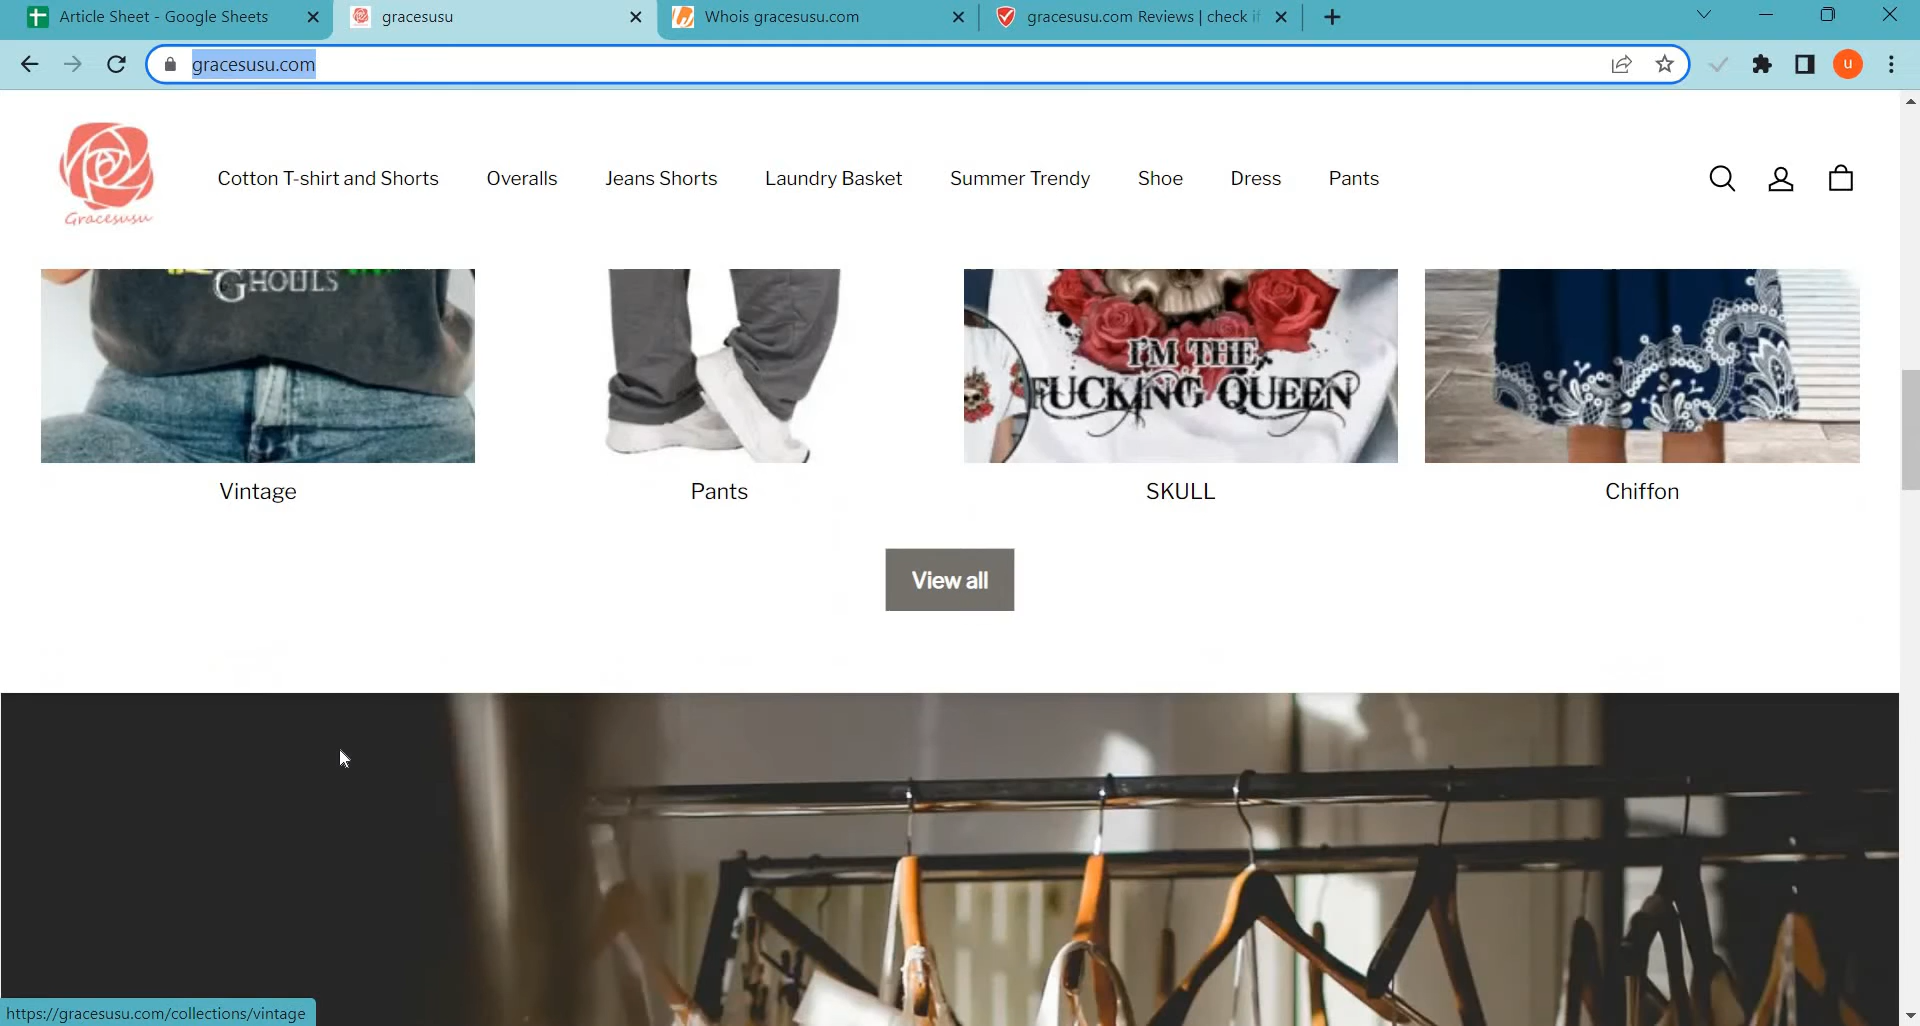 Article Sheet - Google Sheets
gracesusu
Whois gracesusu.com
gracesusu.com Reviews | check if
gracesusu.com
u
Gracesusu
Cotton T-shirt and Shorts
Overalls
Jeans Shorts
Laundry Basket
Summer Trendy
Shoe
Dress
Pants
GHOULS
I'M THE
FUCKING QUEEN
Vintage
Pants
SKULL
Chiffon
View all
https://gracesusu.com/collections/vintage